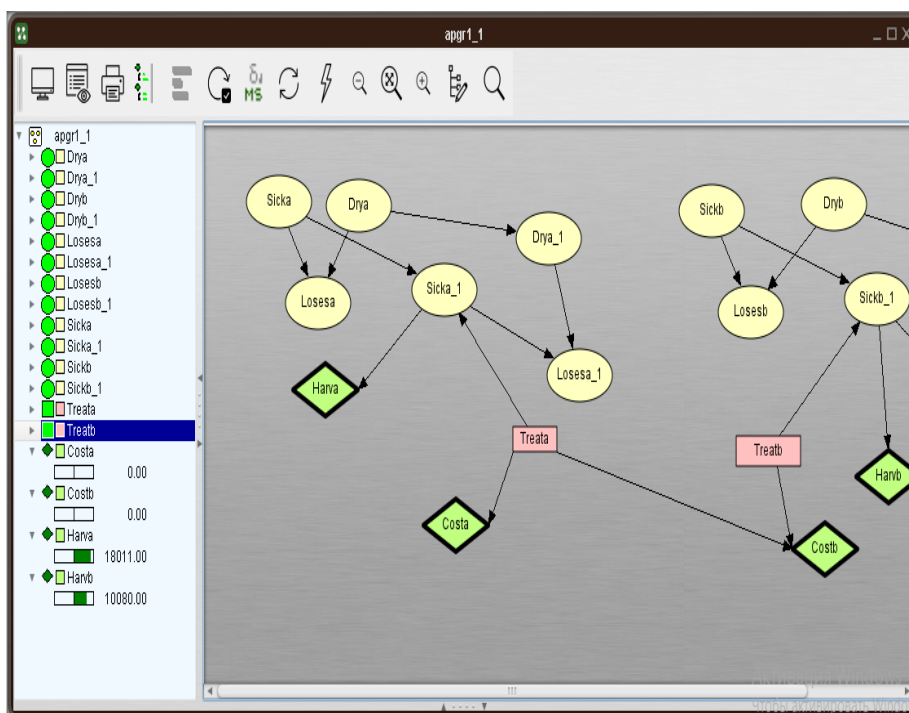 apgr1_1
MS
apgr1_1
Drya
Drya_1
Dryb
Dryb_1
Losesa
Losesa_1
Losesb
Losesb_1
Sicka
Sicka_1
Sickb
Sickb_1
Treata
Treatb
Costa
0.00
Costb
0.00
Harva
18011.00
Harvb
10080.00
Sicka
Drya
Drya_1
Losesa
Sicka_1
Losesa_1
Harva
Treata
Costa
Sickb
Dryb
Losesb
Sickb_1
Treatb
Harvb
Costb